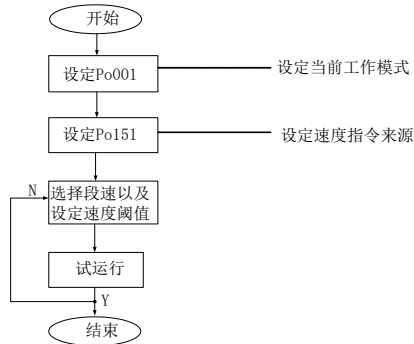 开始
设定Po001
设定当前工作模式
设定Po151
设定速度指令来源
N
选择段速以及
设定速度阈值
试运行
Y
结束